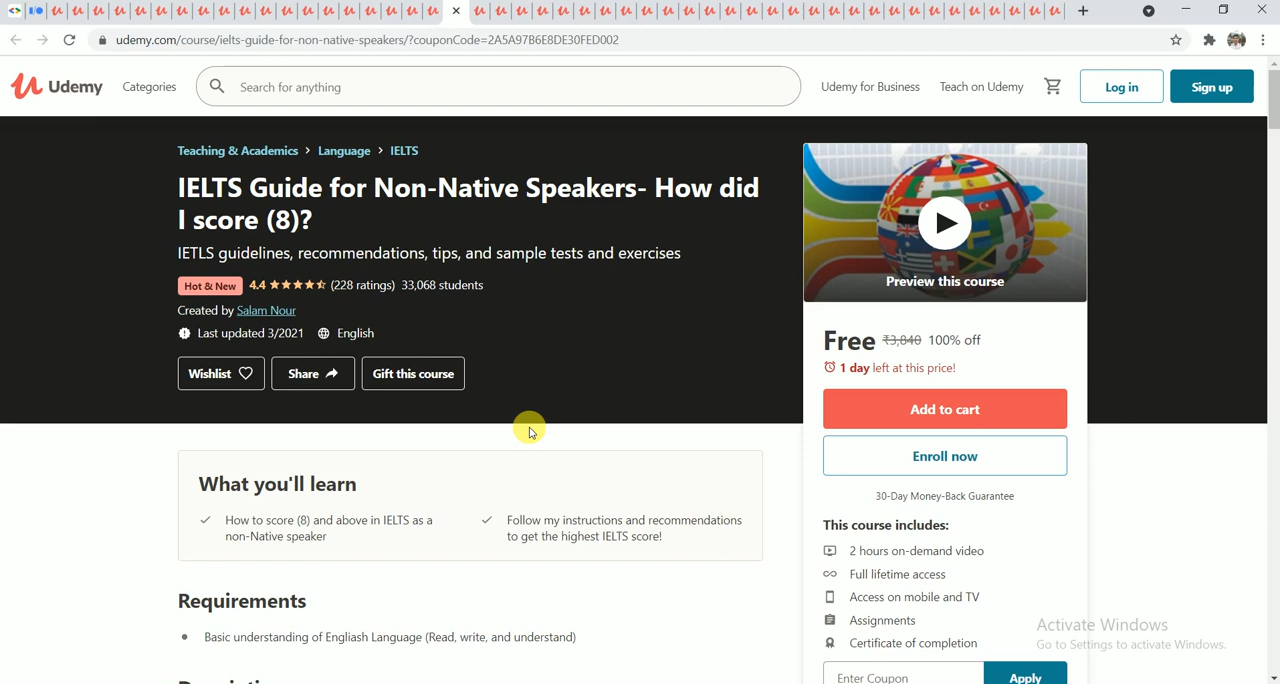 udemy.com/course/ielts-guide-for-non-native-speakers/?couponCode=2A5A97B6E8DE30FED002
Udemy
Categories
Search for anything
Udemy for Business
Teach on Udemy
Log in
Sign up
Teaching & Academics > Language > IELTS
IELTS Guide for Non-Native Speakers- How did
I score (8)?
IETLS guidelines, recommendations, tips, and sample tests and exercises
Hot & New 4.4 (228 ratings) 33,068 students
Created by Salam Nour
Last updated 3/2021 English
Wishlist
Share
Gift this course
Preview this course
Free ₹3,840 100% off
1 day left at this price!
Add to cart
Enroll now
30-Day Money-Back Guarantee
This course includes:
2 hours on-demand video
Full lifetime access
Access on mobile and TV
Assignments
Certificate of completion
Enter Coupon
Apply
What you'll learn
How to score (8) and above in IELTS as a
non-Native speaker
Follow my instructions and recommendations
to get the highest IELTS score!
Requirements
Basic understanding of Engliash Language (Read, write, and understand)
Activate Windows
Go to Settings to activate Windows.